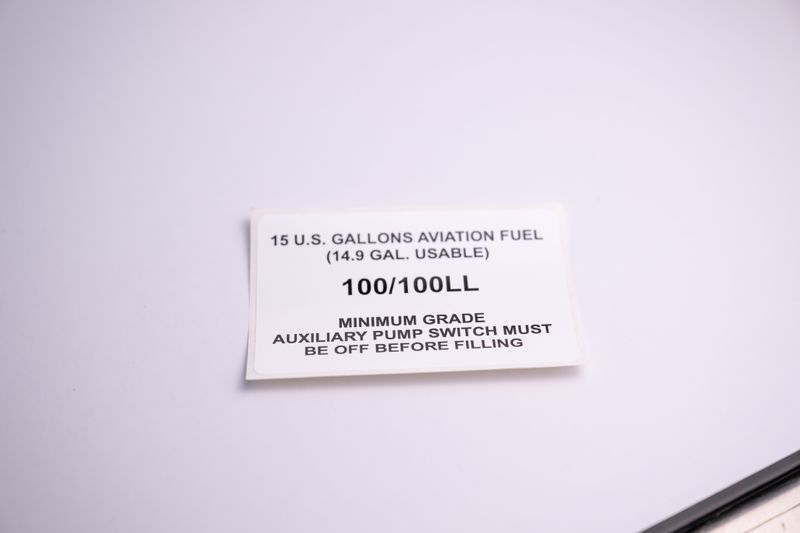 15 U.S. GALLONS AVIATION FUEL
(14.9 GAL. USABLE)
100/100LL
MINIMUM GRADE
AUXILIARY PUMP SWITCH MUST
BE OFF BEFORE FILLING